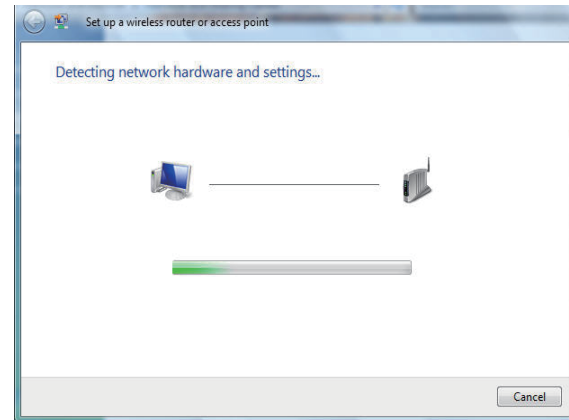 Set up a wireless router or access point
Detecting network hardware and settings...
Cancel